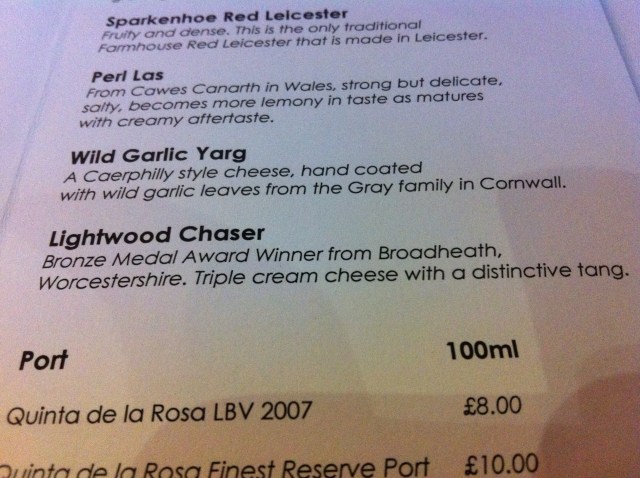 Sparkenhoe Red Leicester
Fruity and dense. This is the only traditional
Farmhouse Red Leicester that is made in Leicester.
Perl Las
From Cawes Canarth in Wales, strong but delicate,
salty, becomes more lemony in taste as matures
with creamy aftertaste.
Wild Garlic Yarg
A Caerphilly style cheese, hand coated
with wild garlic leaves from the Gray family in Cornwall.
Lightwood Chaser
Bronze Medal Award Winner from Broadheath,
Worcestershire. Triple cream cheese with a distinctive tang.
Port 100ml
Quinta de la Rosa LBV 2007 £8.00
Quinta de la Rosa Finest Reserve Port £10.00